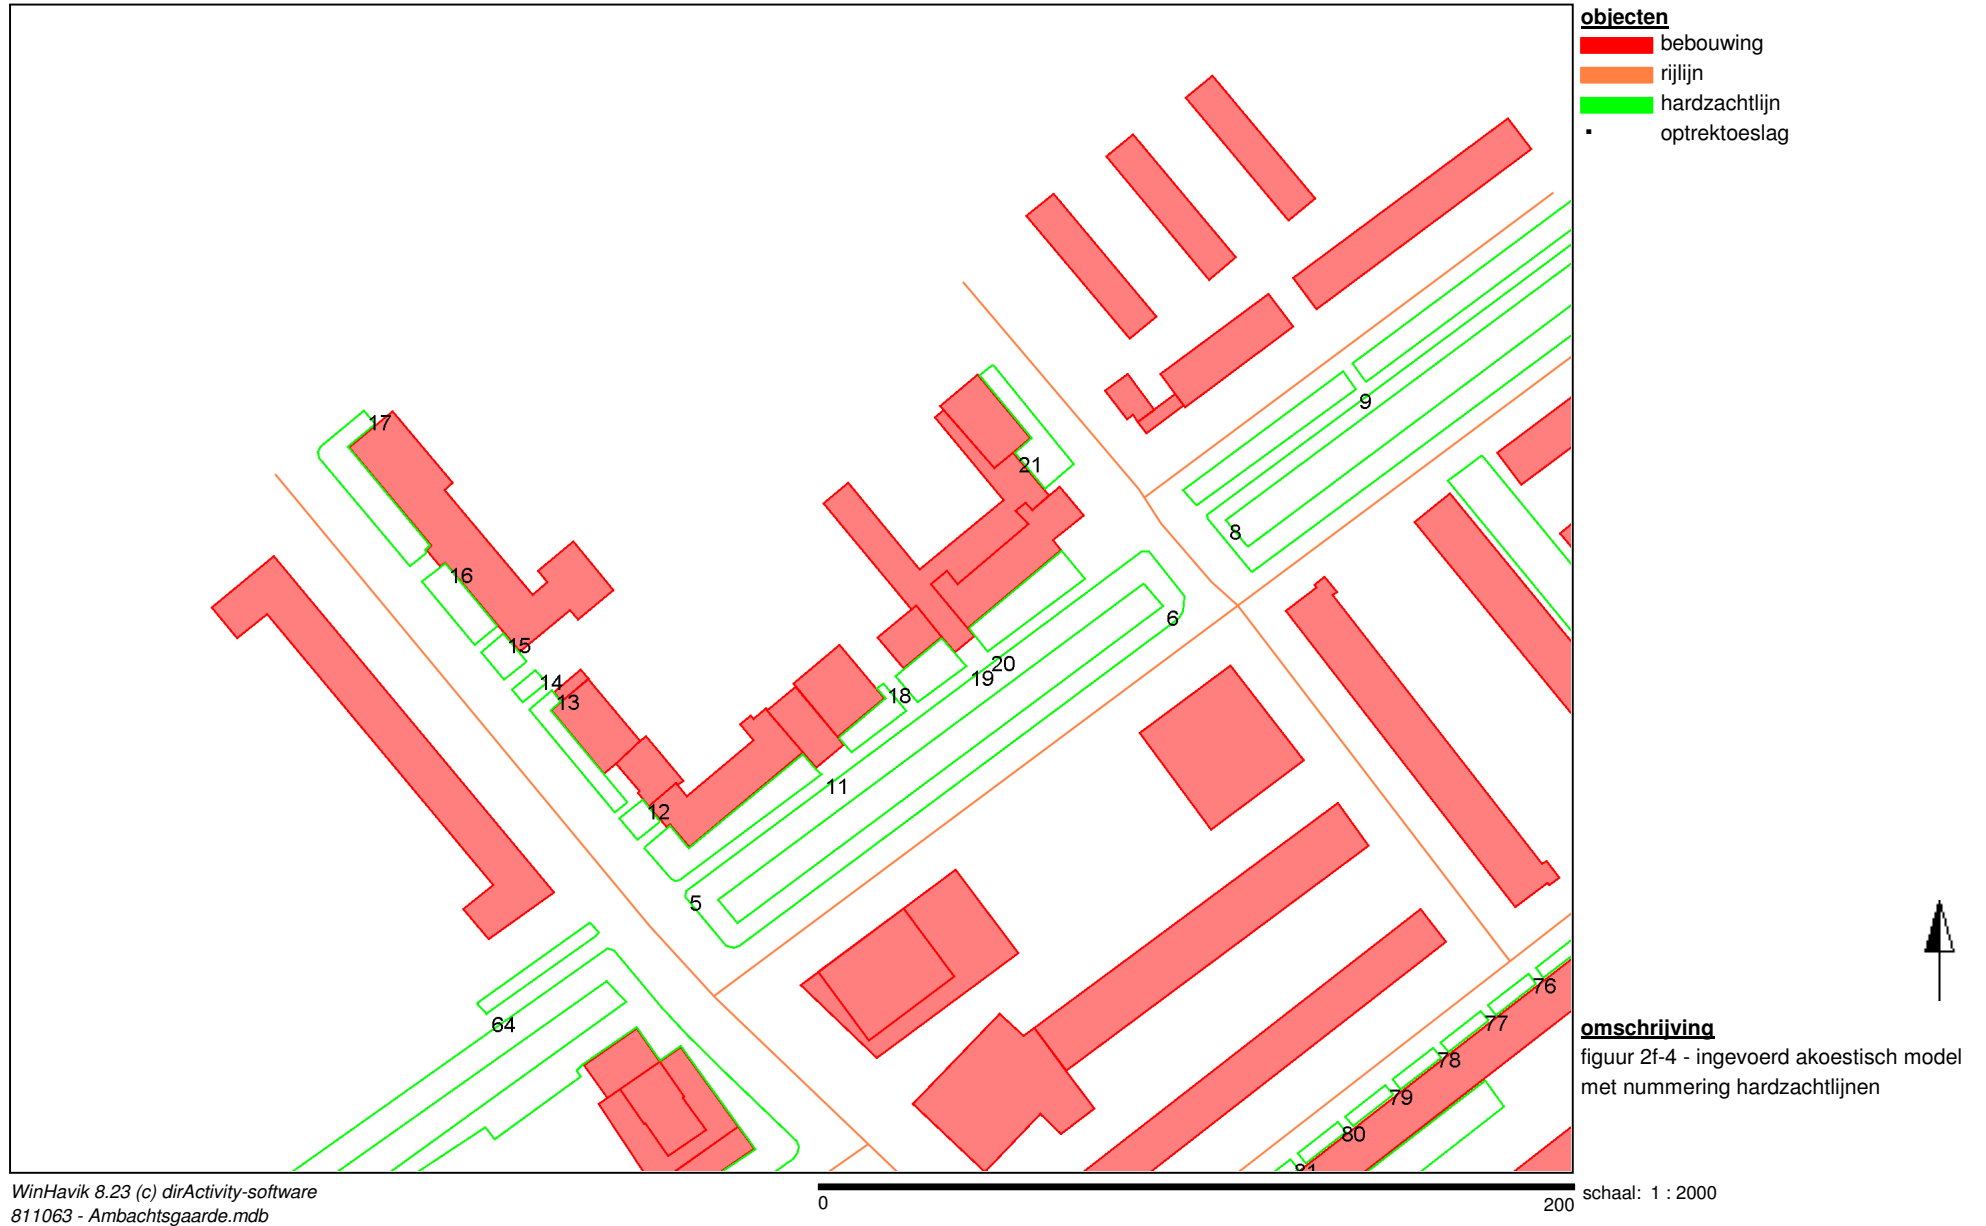 objecten
bebouwing
rijlijn
hardzachtlijn
optrektoeslag
9
17
21
8
16
6
15
20
19
14
18
13
11
12
5
76
64
77
78
79
80
81
omschrijving
figuur 2f-4 - ingevoerd akoestisch model
met nummering hardzachtlijnen
WinHavik 8.23 (c) dirActivity-software
811063 - Ambachtsgaarde.mdb
0
200
schaal: 1 : 2000